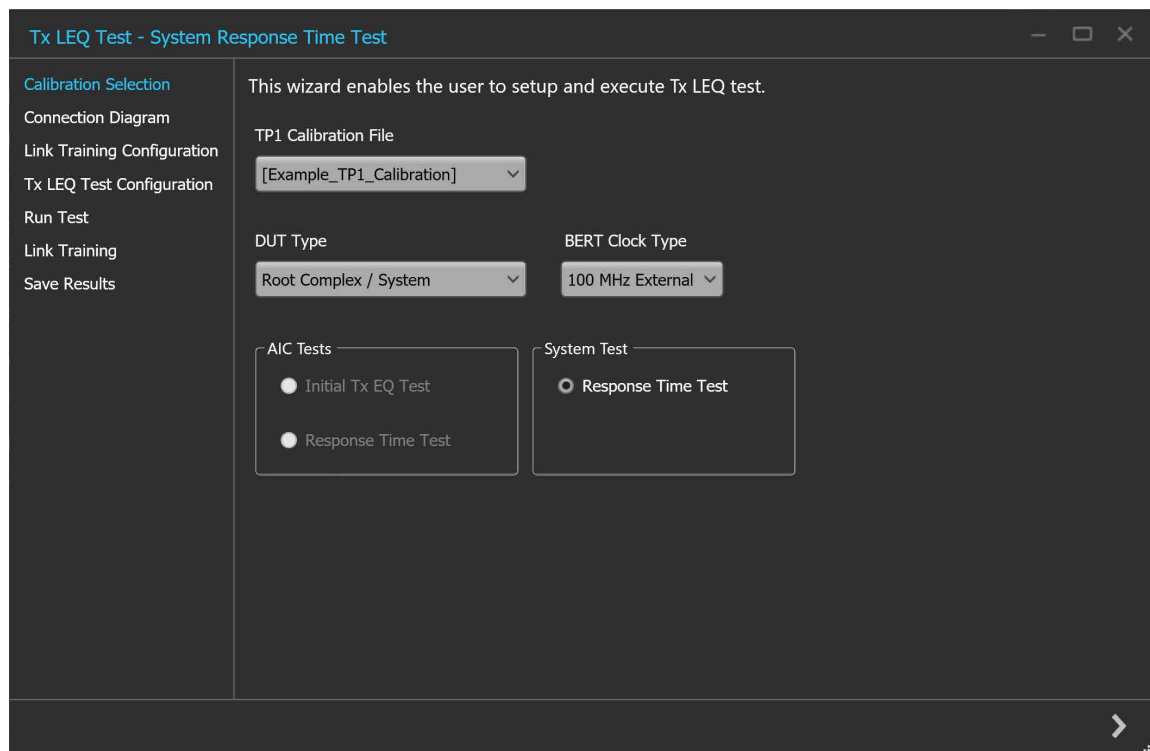 Tx LEQ Test - System Response Time Test
Calibration Selection
Connection Diagram
Link Training Configuration
Tx LEQ Test Configuration
Run Test
Link Training
Save Results
This wizard enables the user to setup and execute Tx LEQ test.
TP1 Calibration File
[Example_TP1_Calibration]
DUT Type
BERT Clock Type
Root Complex / System
100 MHz External
AIC Tests
Initial Tx EQ Test
Response Time Test
System Test
Response Time Test